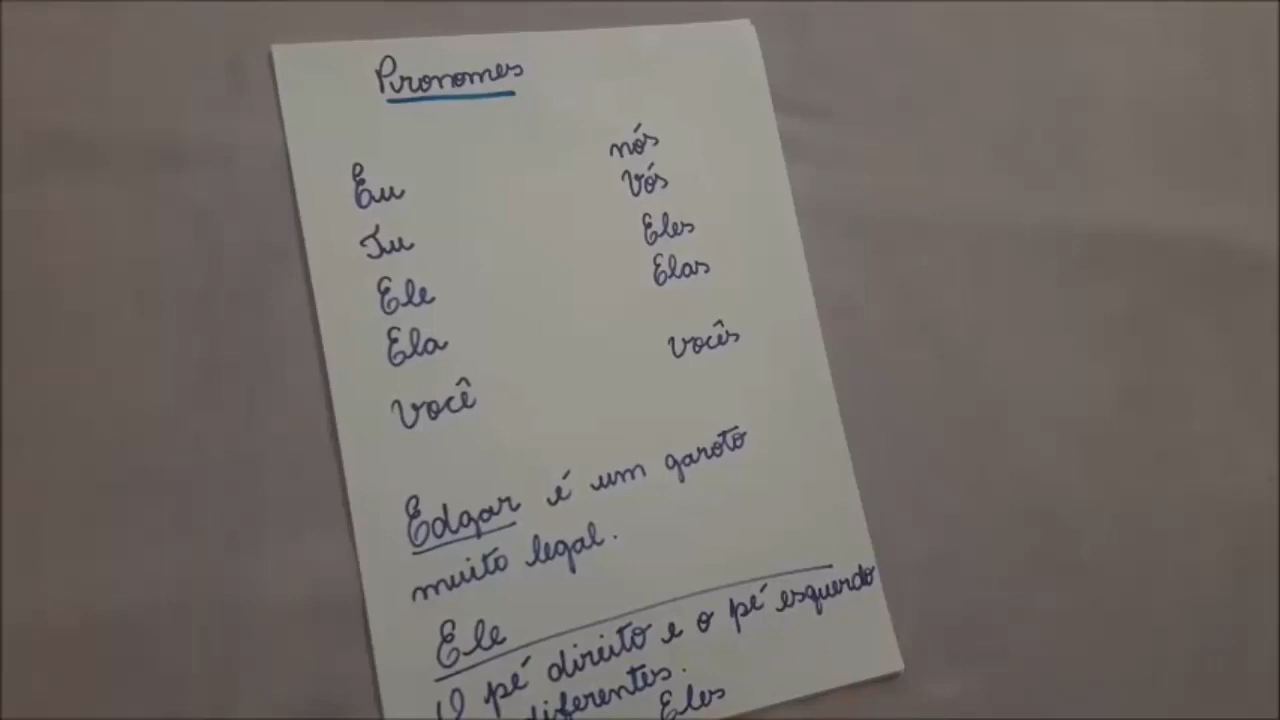 Pronomes
Eu
Tu
Ele
Ela
Você
nós
Vós
Eles
Elas
Vocês
Edgar é um garoto
muito legal.
Ele
O pé direito e o pé esquerdo
diferentes.
Eles